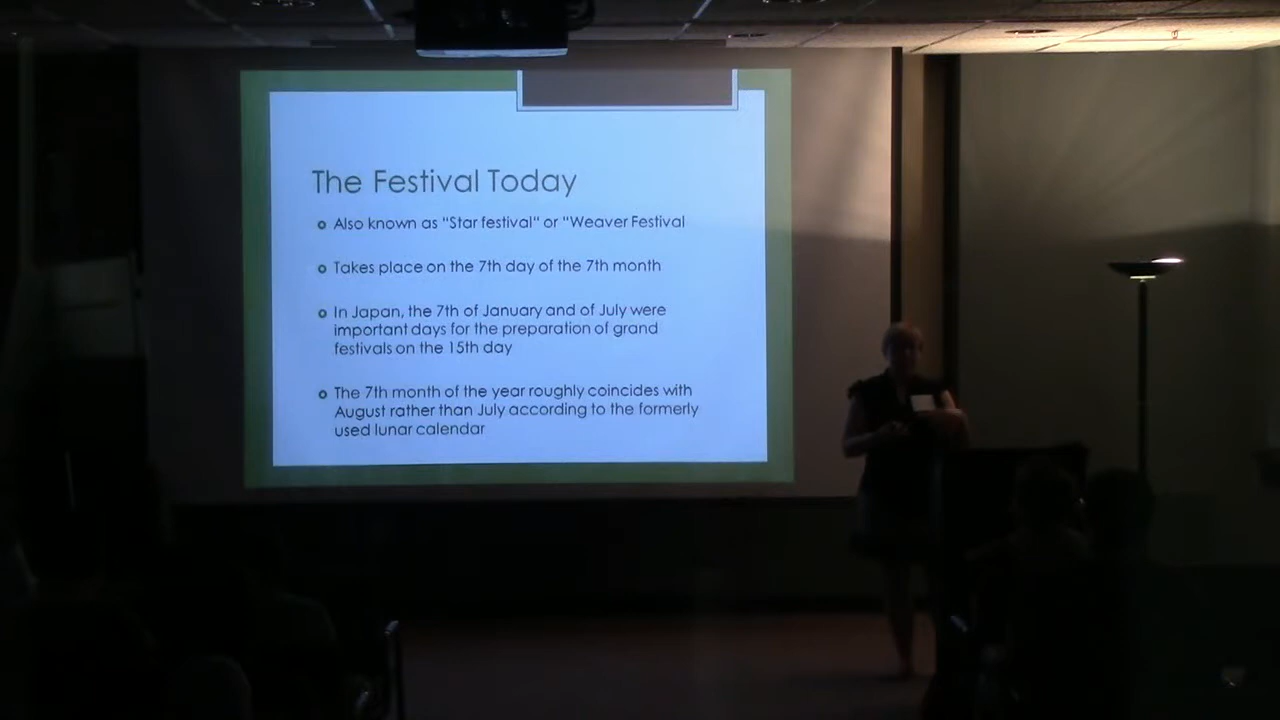 The Festival Today
Also known as "Star festival" or "Weaver Festival
Takes place on the 7th day of the 7th month
In Japan, the 7th of January and of July were
important days for the preparation of grand
festivals on the 15th day
The 7th month of the year roughly coincides with
August rather than July according to the formerly
used lunar calendar